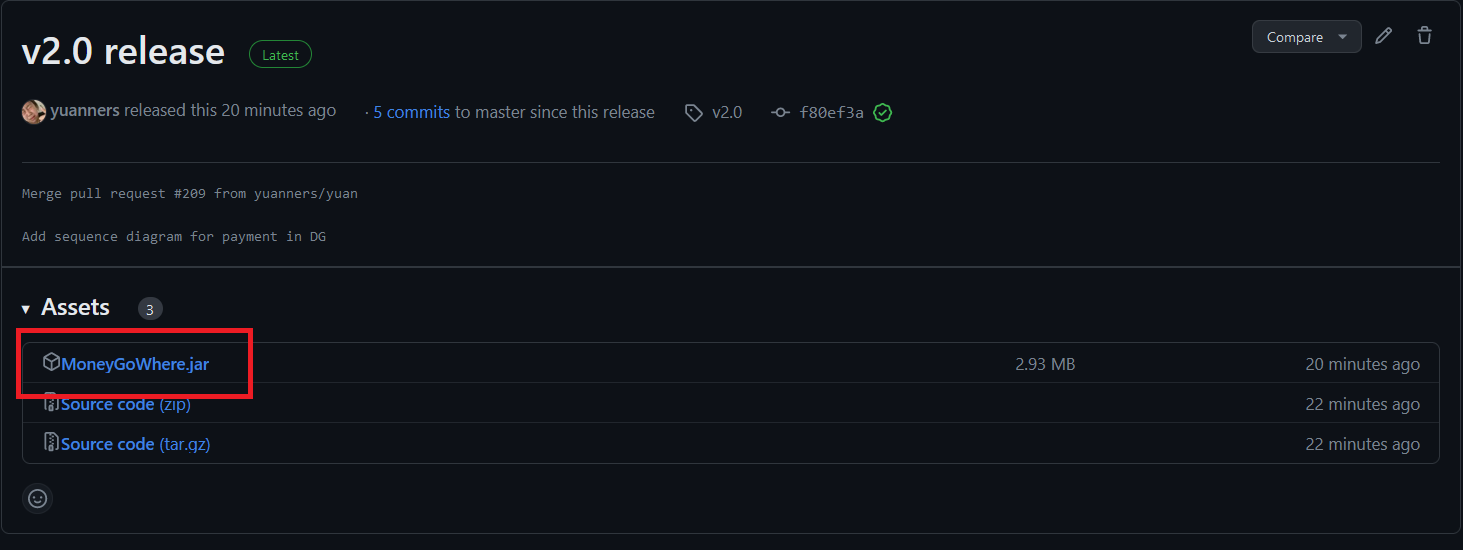 v2.0 release Latest Compare
yuanners released this 20 minutes ago · 5 commits to master since this release v2.0 f80ef3a
Merge pull request #209 from yuanners/yuan
Add sequence diagram for payment in DG
Assets 3
MoneyGoWhere.jar 2.93 MB 20 minutes ago
Source code (zip) 22 minutes ago
Source code (tar.gz) 22 minutes ago